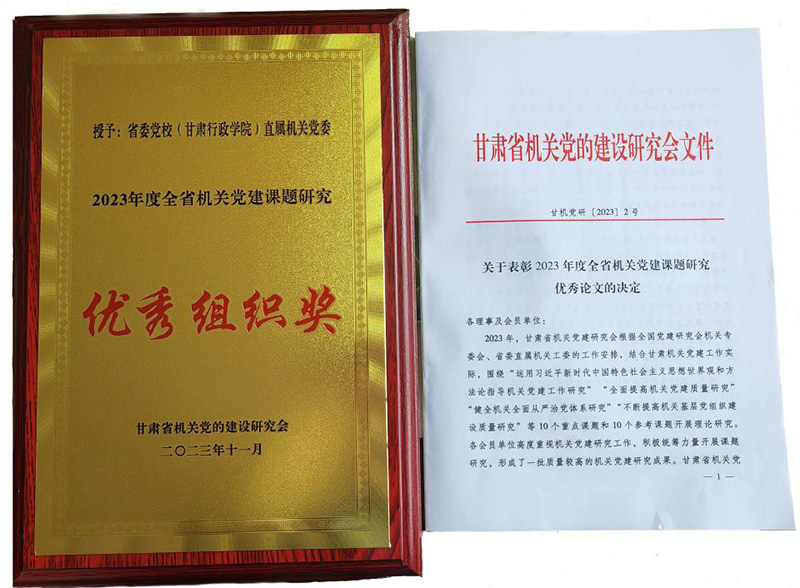 授予：省委党校（甘肃行政学院）直属机关党委
2023年度全省机关党建课题研究
优秀组织奖
甘肃省机关党的建设研究会
二〇二三年十一月
甘肃省机关党的建设研究会文件
甘机党研〔2023〕2号
关于表彰 2023 年度全省机关党建课题研究
优秀论文的决定
各理事及会员单位：
2023 年，甘肃省机关党建研究会根据全国党建研究会机关专
委会、省委直属机关工委的工作安排，结合甘肃机关党建工作实
际，围绕“运用习近平新时代中国特色社会主义思想世界观和方
法论指导机关党建工作研究”“全面提高机关党建质量研究”
“健全机关全面从严治党体系研究”“不断提高机关基层党组织建
设质量研究”等 10 个重点课题和 10 个参考课题开展理论研究。
各会员单位高度重视机关党建研究工作，积极统筹力量开展课题
研究，形成了一批质量较高的机关党建研究成果。甘肃省机关党
— 1 —